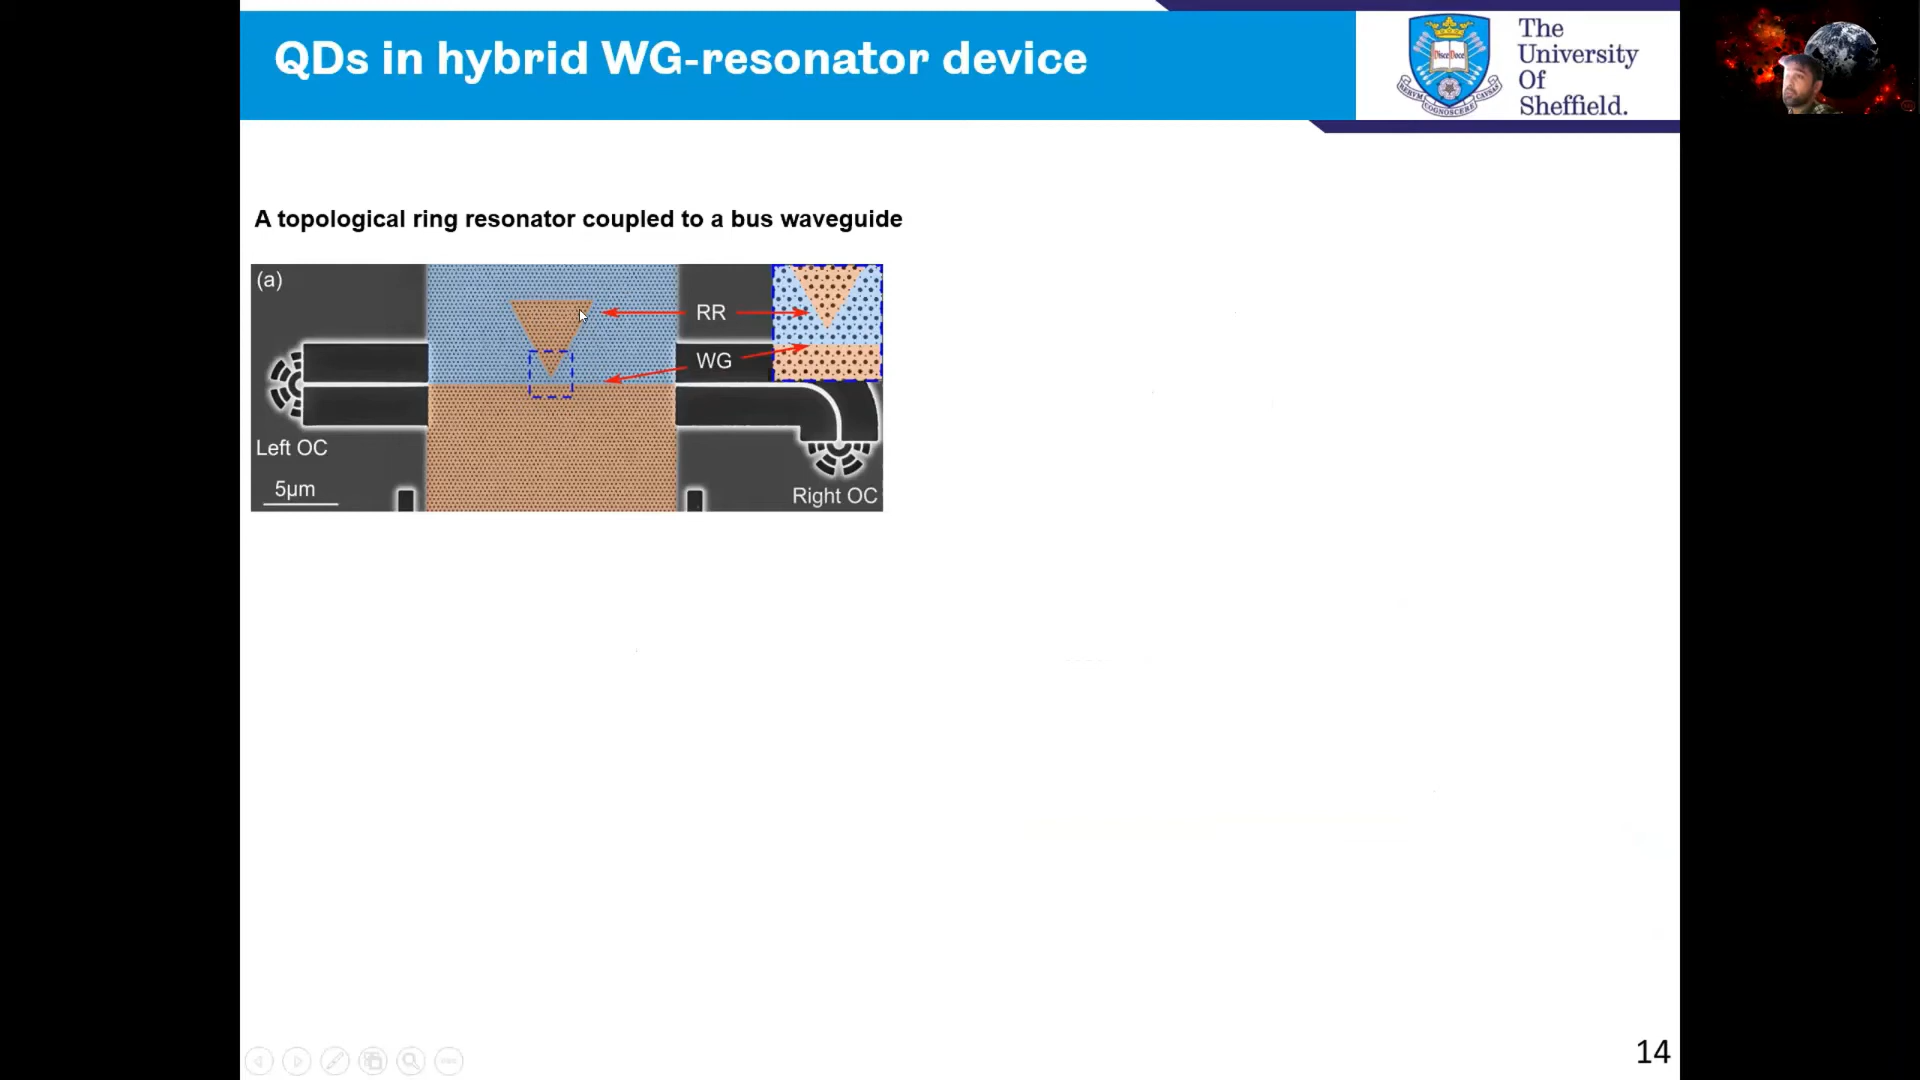 QDs in hybrid WG-resonator device
The
University
Of
Sheffield.
A topological ring resonator coupled to a bus waveguide
(a)
RR
WG
Left OC
5µm
Right OC
14